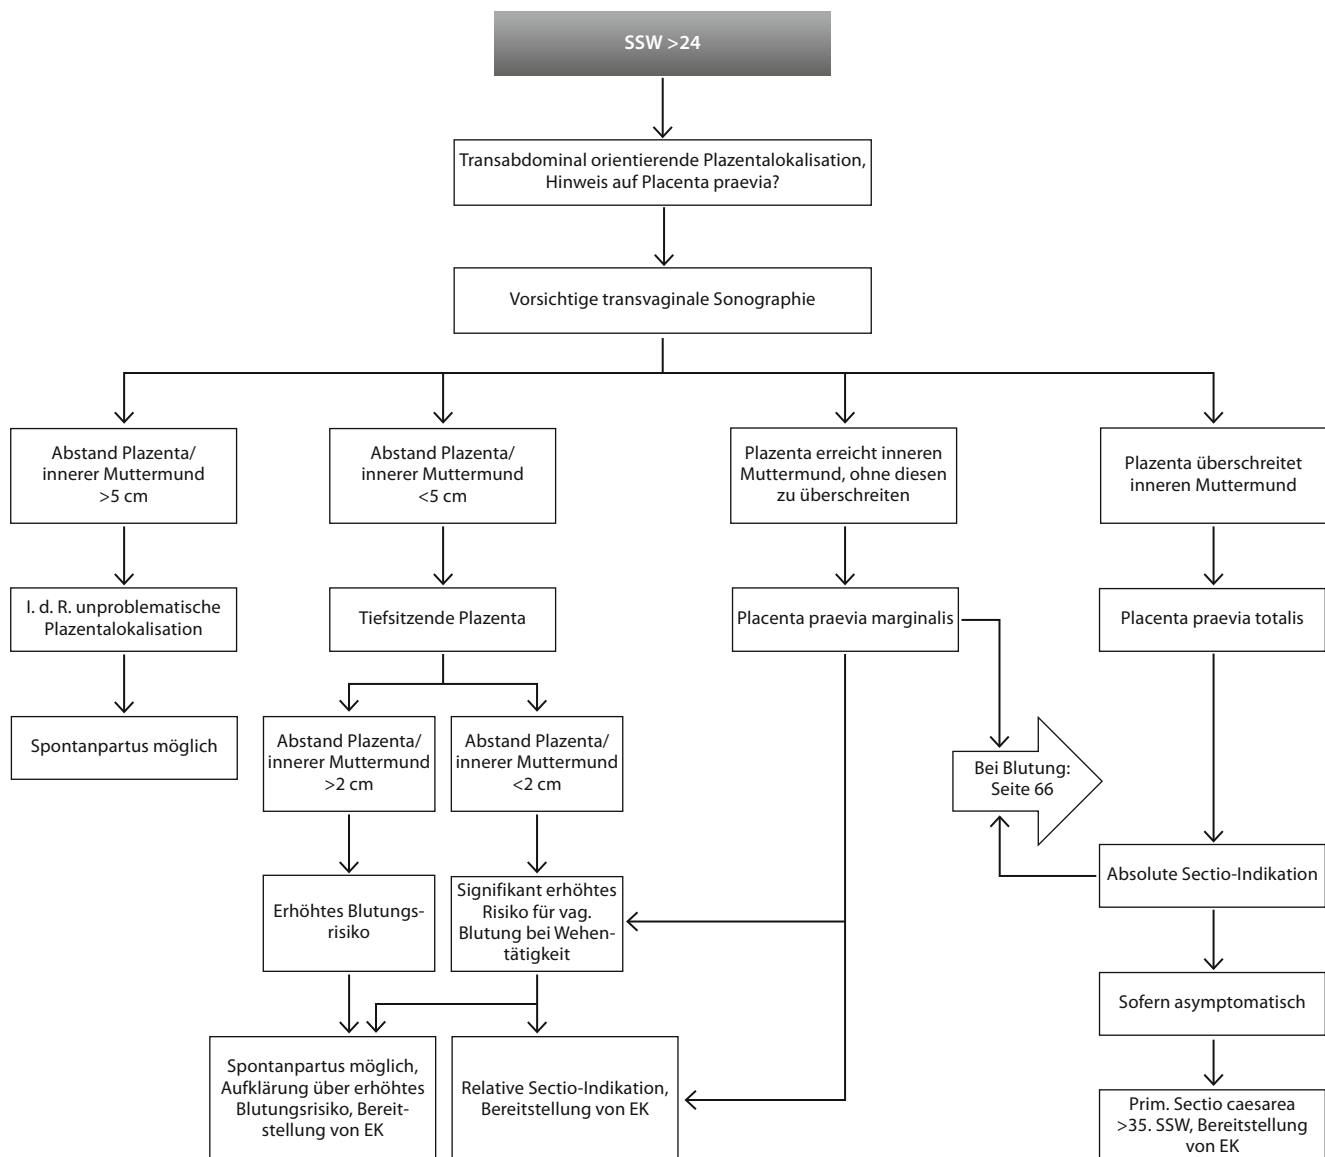 SSW >24
Transabdominal orientierende Plazentalokalisation,
Hinweis auf Placenta praevia?
Vorsichtige transvaginale Sonographie
Abstand Plazenta/
innerer Muttermund
>5 cm
Abstand Plazenta/
innerer Muttermund
<5 cm
Plazenta erreicht inneren
Muttermund, ohne diesen
zu überschreiten
Plazenta überschreitet
inneren Muttermund
I. d. R. unproblematische
Plazentalokalisation
Tiefsitzende Plazenta
Placenta praevia marginalis
Placenta praevia totalis
Spontanpartus möglich
Abstand Plazenta/
innerer Muttermund
>2 cm
Abstand Plazenta/
innerer Muttermund
<2 cm
Bei Blutung:
Seite 66
Erhöhtes Blutungs-
risiko
Signifikant erhöhtes
Risiko für vag.
Blutung bei Wehen-
tätigkeit
Absolute Sectio-Indikation
Sofern asymptomatisch
Spontanpartus möglich,
Aufklärung über erhöhtes
Blutungsrisiko, Bereit-
stellung von EK
Relative Sectio-Indikation,
Bereitstellung von EK
Prim. Sectio caesarea
>35. SSW, Bereitstellung
von EK